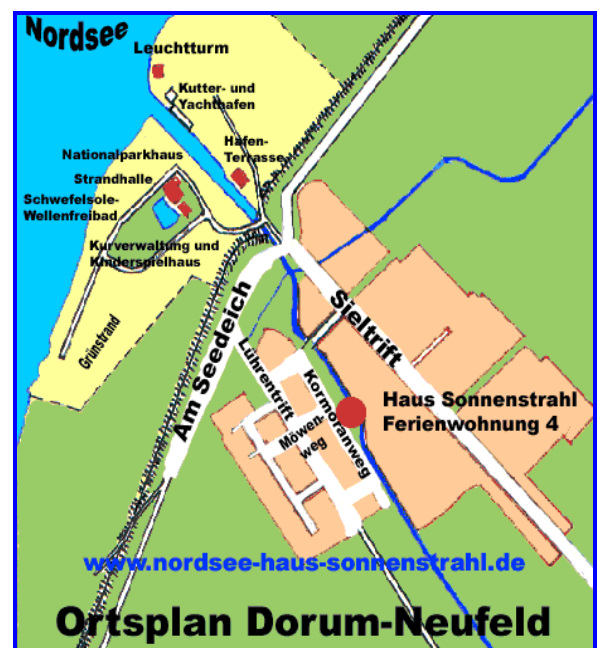 Nordsee
Leuchtturm
Kutter- und
Yachthafen
Hafen-
Terrasse
Nationalparkhaus
Strandhalle
Schwefelsole-
Wellenfreibad
Kurverwaltung und
Kinderspielhaus
Grünstrand
Am Seedeich
Sieltrift
Lührentrift
Kormoranweg
Möwen-
weg
Haus Sonnenstrahl
Ferienwohnung 4
www.nordsee-haus-sonnenstrahl.de
Ortsplan Dorum-Neufeld